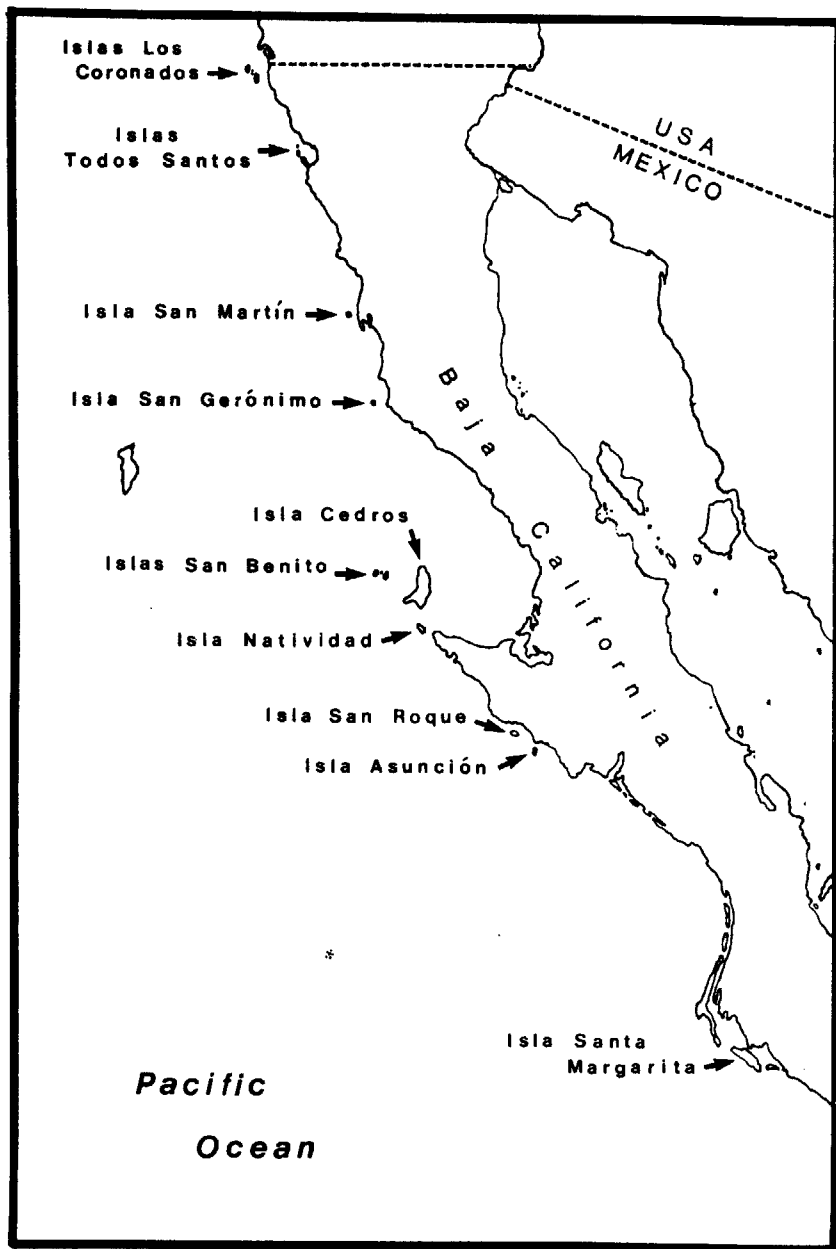 Islas Los
Coronados
Islas
Todos Santos
USA
MEXICO
Isla San Martín
Isla San Gerónimo
Baja
California
Isla Cedros
Islas San Benito
Isla Natividad
Isla San Roque
Isla Asunción
*
Isla Santa
Margarita
Pacific
Ocean